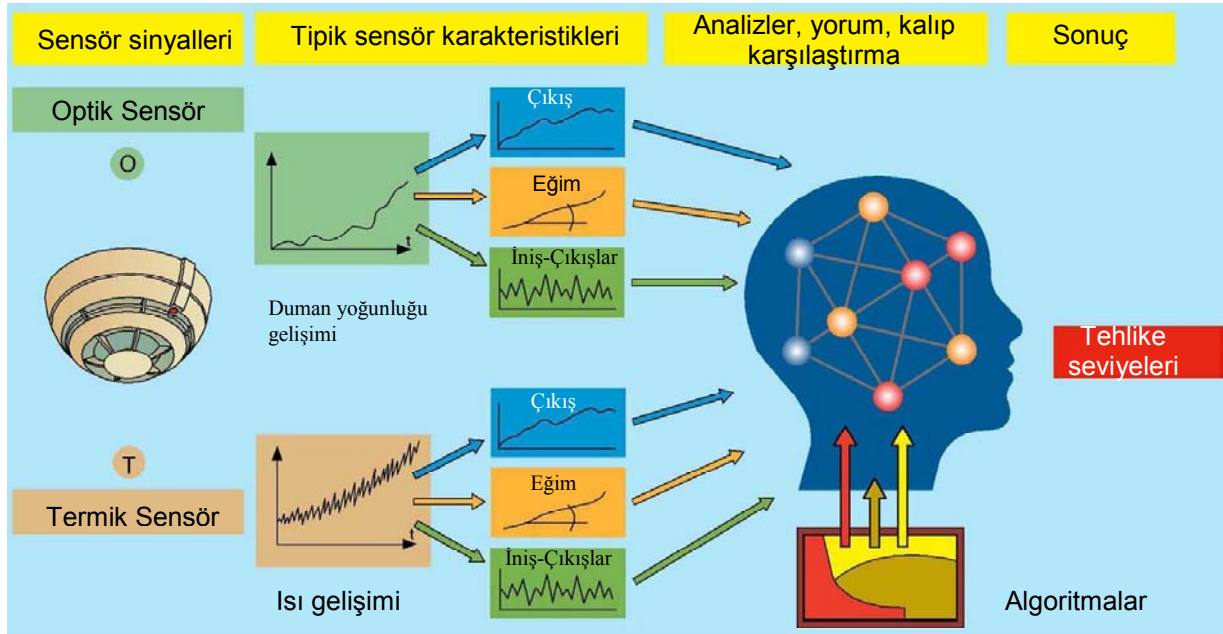 Sensör sinyalleri
Tipik sensör karakteristikleri
Analizler, yorum, kalıp
karşılaştırma
Sonuç
Optik Sensör
O
t
Duman yoğunluğu
gelişimi
Çıkış
Eğim
İniş-Çıkışlar
Tehlike
seviyeleri
T
Termik Sensör
t
Isı gelişimi
Çıkış
Eğim
İniş-Çıkışlar
Algoritmalar